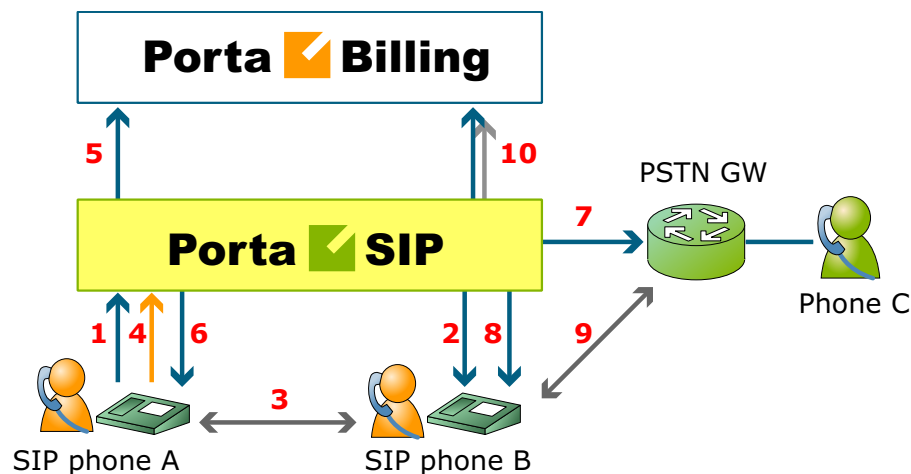 Porta Billing
5
10
PSTN GW
7
Porta SIP
Phone C
1
4
6
2
8
9
3
SIP phone A
SIP phone B